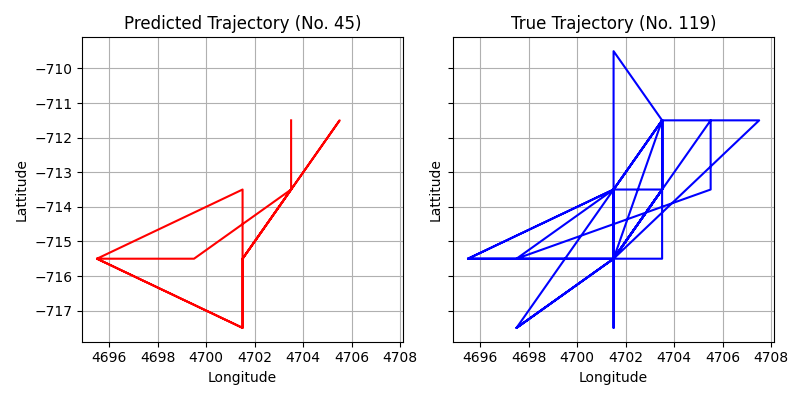 Predicted Trajectory (No. 45)
True Trajectory (No. 119)
−710
−711
−712
−713
−714
−715
−716
−717
Lattitude
Lattitude
4696 4698 4700 4702 4704 4706 4708
4696 4698 4700 4702 4704 4706 4708
Longitude
Longitude